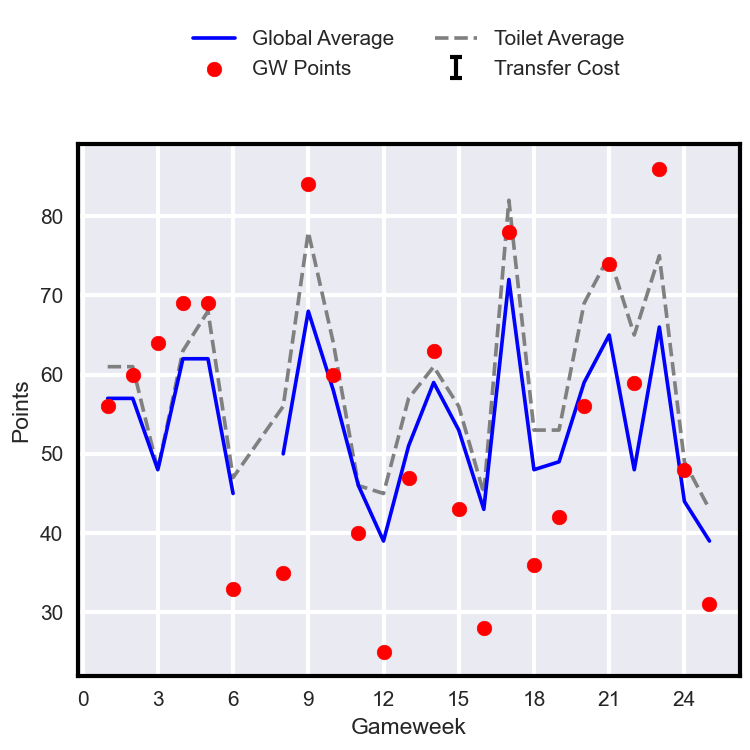 Global Average
Toilet Average
GW Points
Transfer Cost
80
70
60
50
40
30
Points
0 3 6 9 12 15 18 21 24
Gameweek